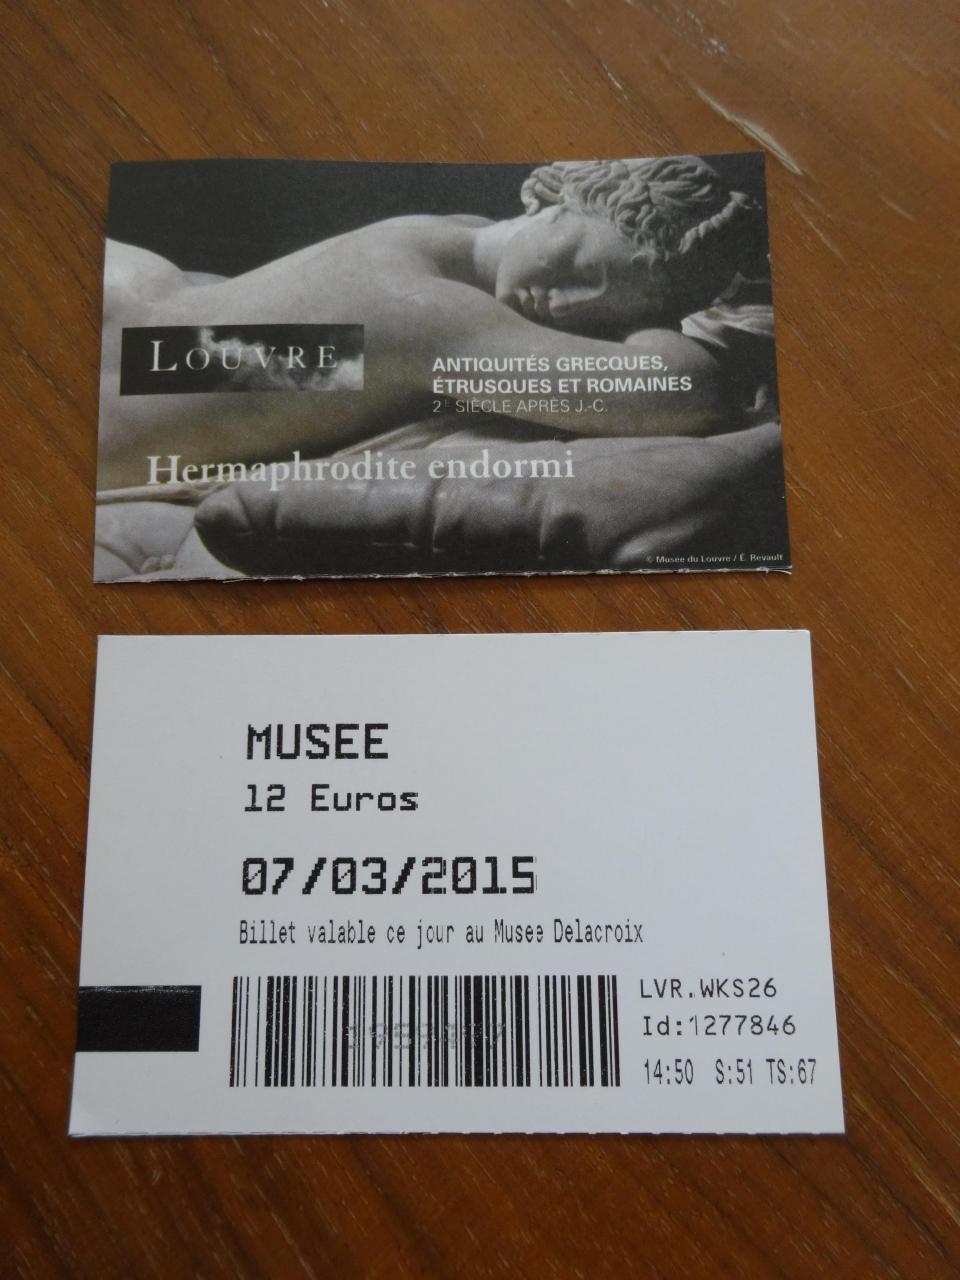 LOUVRE
ANTIQUITÉS GRECQUES,
ÉTRUSQUES ET ROMAINES
2E SIÈCLE APRÈS J.-C.
Hermaphrodite endormi
© Musée du Louvre / É. Revault
MUSEE
12 Euros
07/03/2015
Billet valable ce jour au Musee Delacroix
LVR.WKS26
Id:1277846
14:50 S:51 TS:67